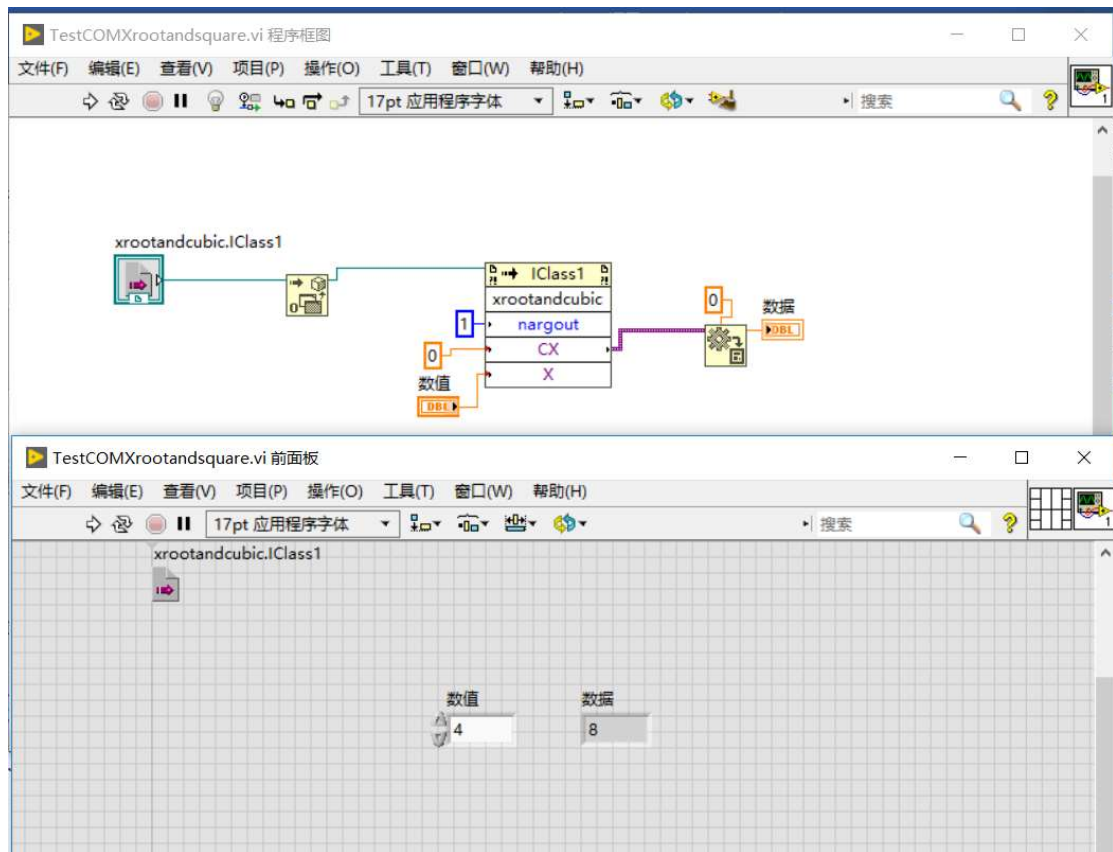 TestCOMXrootandsquare.vi 程序框图
文件(F) 编辑(E) 查看(V) 项目(P) 操作(O) 工具(T) 窗口(W) 帮助(H)
17pt 应用程序字体 搜索
1
xrootandcubic.IClass1
IClass1
xrootandcubic
1 nargout
0 CX
X
数值
DBL
0
数据
DBL
TestCOMXrootandsquare.vi 前面板
文件(F) 编辑(E) 查看(V) 项目(P) 操作(O) 工具(T) 窗口(W) 帮助(H)
17pt 应用程序字体 搜索
1
xrootandcubic.IClass1
数值 数据
4 8